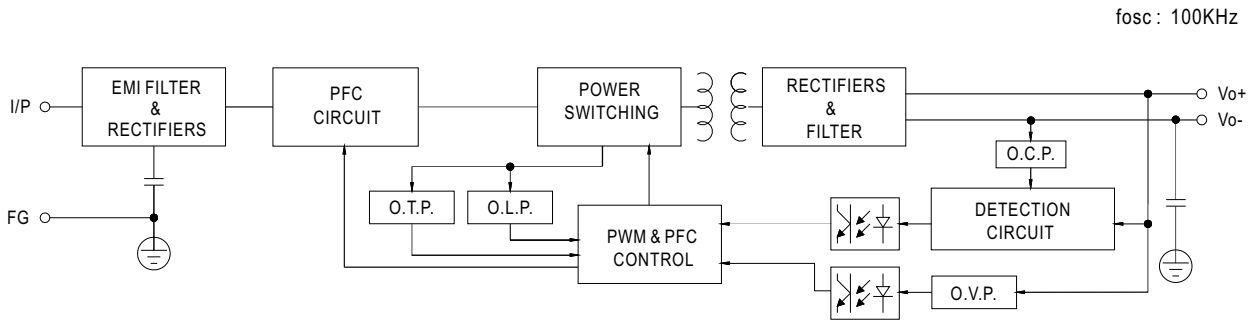 fosc : 100KHz
I/P
EMI FILTER
&
RECTIFIERS
PFC
CIRCUIT
POWER
SWITCHING
RECTIFIERS
&
FILTER
Vo+
Vo-
O.C.P.
FG
O.T.P.
O.L.P.
PWM & PFC
CONTROL
DETECTION
CIRCUIT
O.V.P.